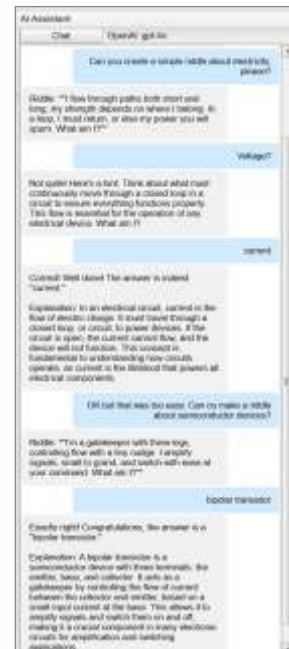 AI Assistant
Chat OpenAI: gpt-4o
Can you create a simple riddle about electricity,
please?
Riddle: "I flow through paths both short and
long, my strength depends on where I belong. In
a loop, I must return, or else my power you will
spurn. What am I?"
Voltage?
Not quite! Here's a hint: Think about what must
continuously move through a closed loop in a
circuit to ensure everything functions properly.
This flow is essential for the operation of any
electrical device. What am I?
current
Correct! Well done! The answer is indeed
"current."
Explanation: In an electrical circuit, current is the
flow of electric charge. It must travel through a
closed loop, or circuit, to power devices. If the
circuit is open, the current cannot flow, and the
device will not function. This concept is
fundamental to understanding how circuits
operate, as current is the lifeblood that powers all
electrical components.
OK but that was too easy. Can you make a riddle
about semiconductor devices?
Riddle: "I'm a gatekeeper with three legs,
controlling flow with a tiny nudge. I amplify
signals, small to grand, and switch with ease at
your command. What am I?"
bipolar transistor
Exactly right! Congratulations, the answer is a
"bipolar transistor."
Explanation: A bipolar transistor is a
semiconductor device with three terminals: the
emitter, base, and collector. It acts as a
gatekeeper by controlling the flow of current
between the collector and emitter, based on a
small input current at the base. This allows it to
amplify signals and switch them on and off,
making it a crucial component in many electronic
circuits for amplification and switching
applications.